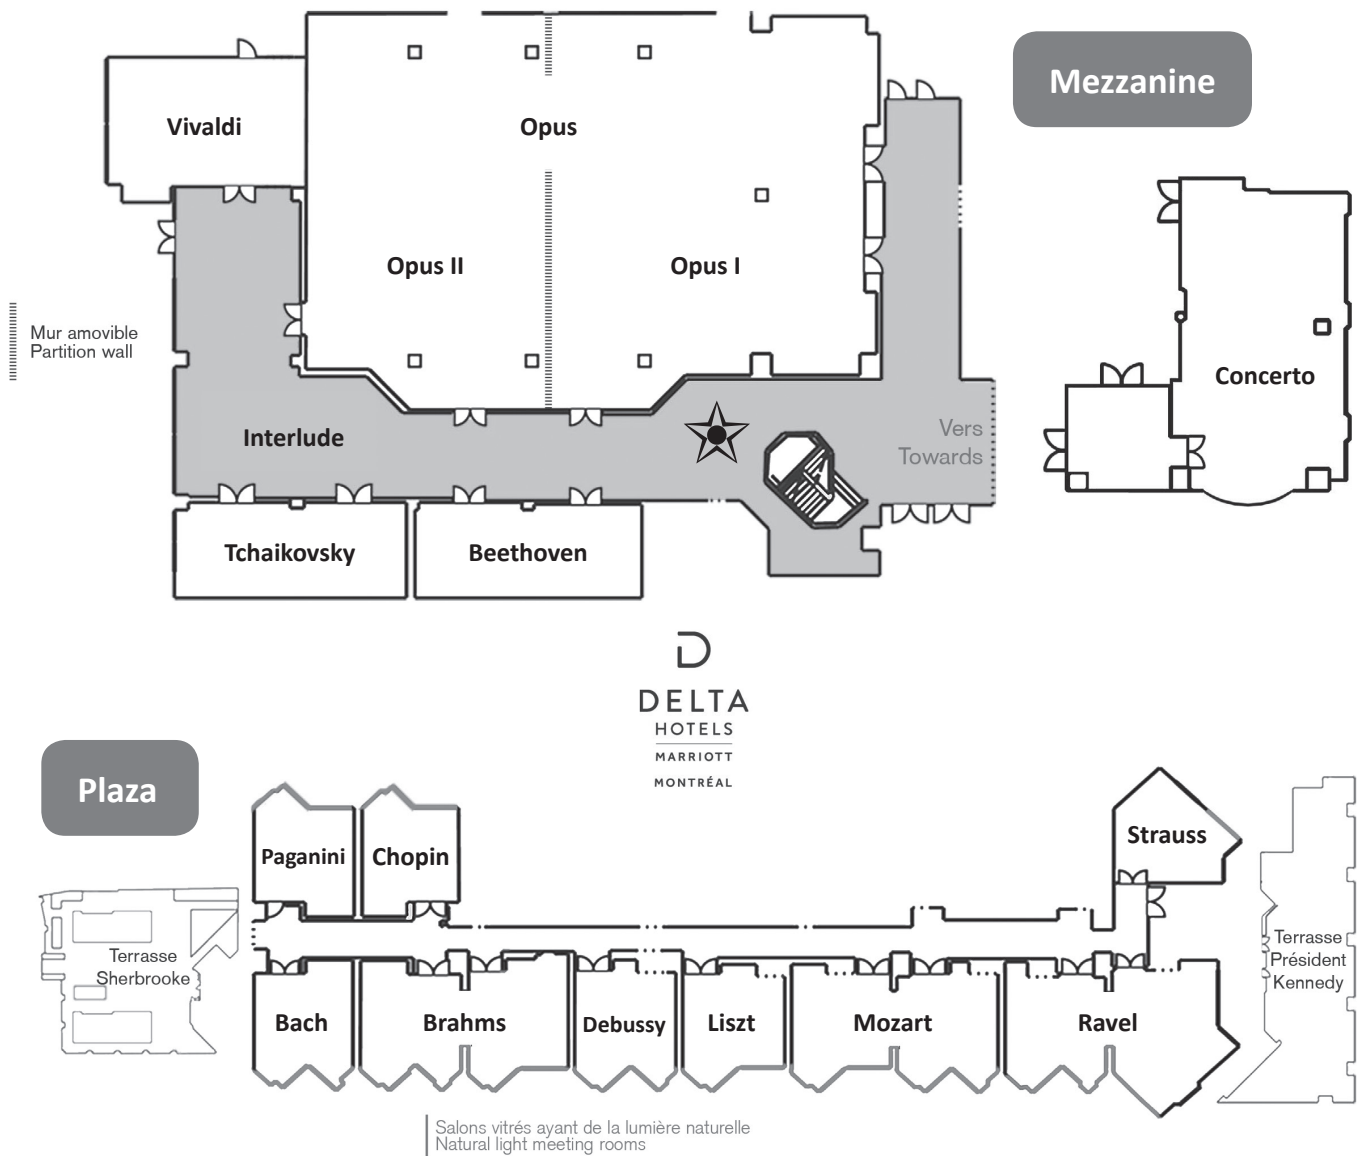 Mezzanine
Vivaldi
Opus
Opus II
Opus I
Mur amovible
Partition wall
Concerto
Interlude
Vers
Towards
Tchaikovsky
Beethoven
D
DELTA
HOTELS
MARRIOTT
MONTRÉAL
Plaza
Paganini
Chopin
Strauss
Terrasse
Sherbrooke
Terrasse
Président
Kennedy
Bach
Brahms
Debussy
Liszt
Mozart
Ravel
Salons vitrés ayant de la lumière naturelle
Natural light meeting rooms